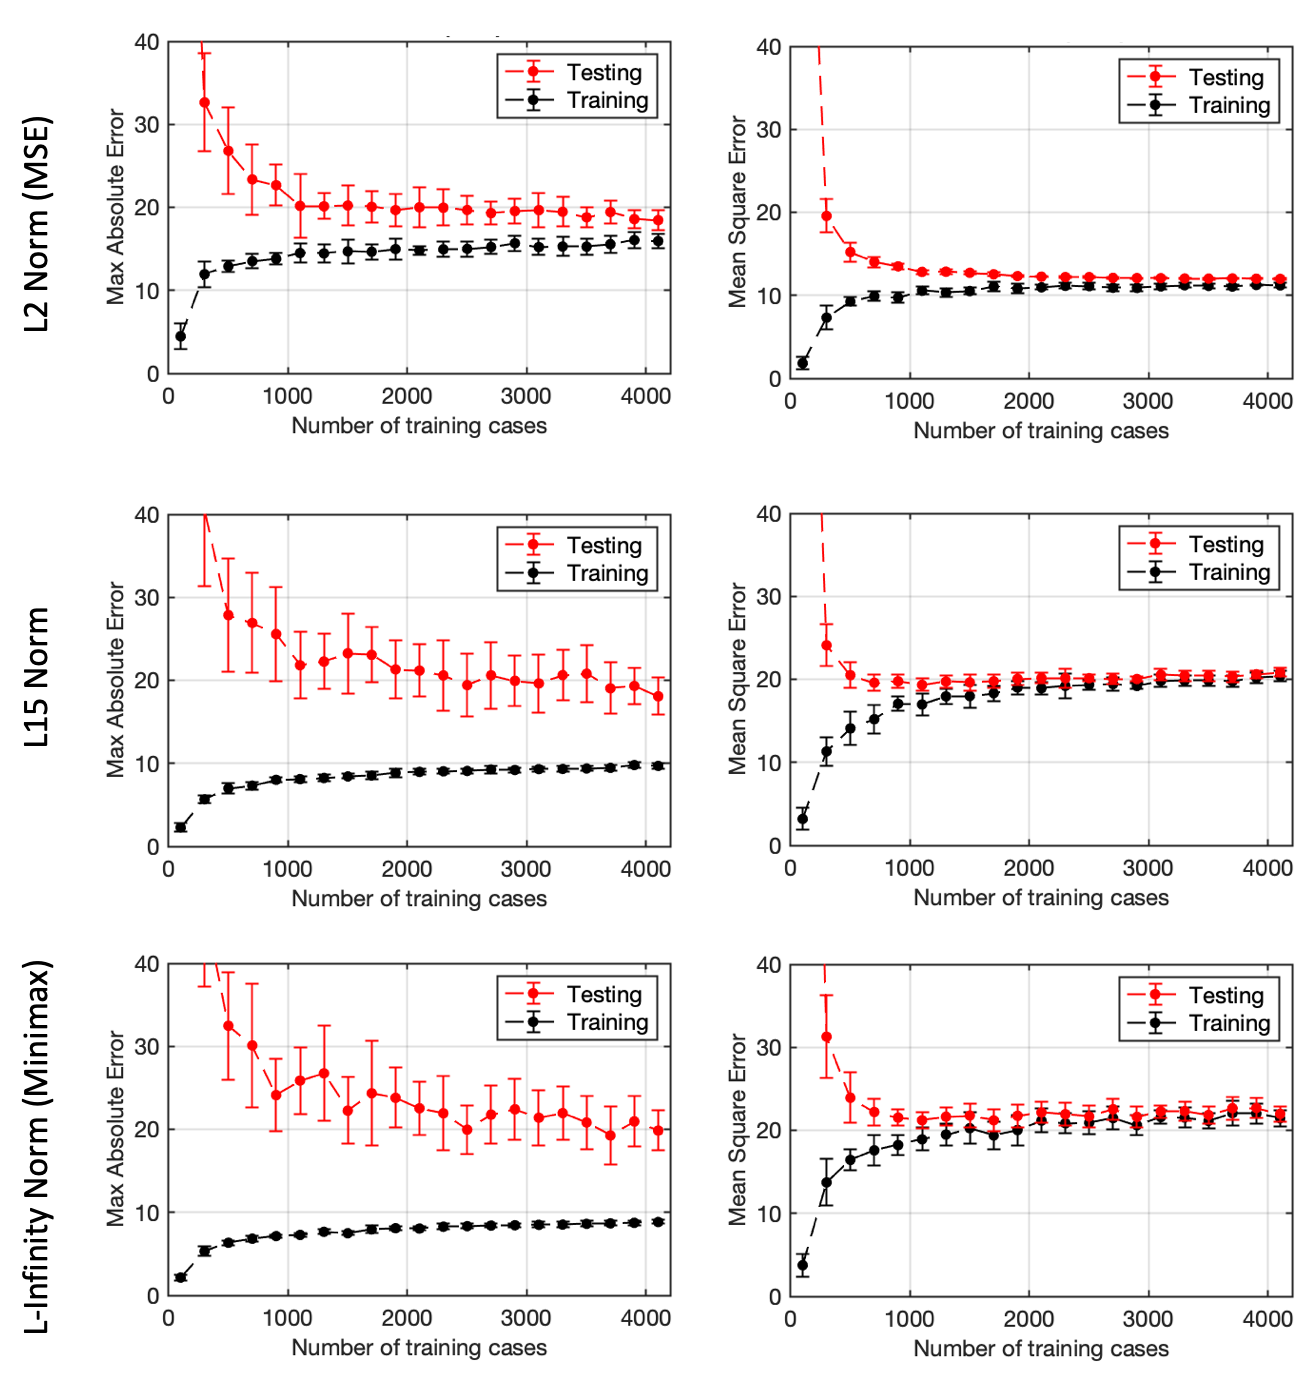 L2 Norm (MSE)
Max Absolute Error
40
30
20
10
0
0 1000 2000 3000 4000
Number of training cases
Testing
Training
Mean Square Error
40
30
20
10
0
0 1000 2000 3000 4000
Number of training cases
Testing
Training
L15 Norm
Max Absolute Error
40
30
20
10
0
0 1000 2000 3000 4000
Number of training cases
Testing
Training
Mean Square Error
40
30
20
10
0
0 1000 2000 3000 4000
Number of training cases
Testing
Training
L-Infinity Norm (Minimax)
Max Absolute Error
40
30
20
10
0
0 1000 2000 3000 4000
Number of training cases
Testing
Training
Mean Square Error
40
30
20
10
0
0 1000 2000 3000 4000
Number of training cases
Testing
Training